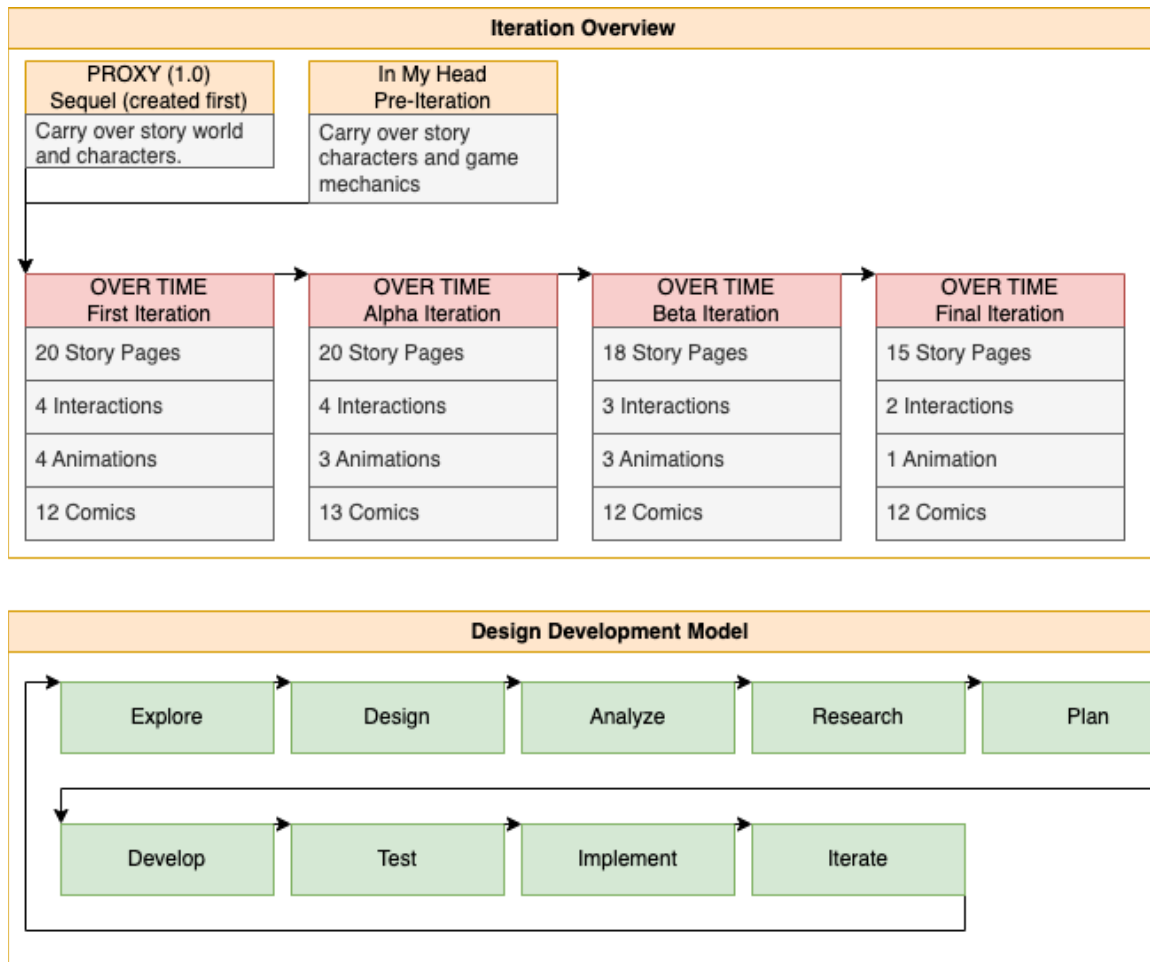 Iteration Overview
PROXY (1.0)
Sequel (created first)
Carry over story world
and characters.
In My Head
Pre-Iteration
Carry over story
characters and game
mechanics
OVER TIME
First Iteration
20 Story Pages
4 Interactions
4 Animations
12 Comics
OVER TIME
Alpha Iteration
20 Story Pages
4 Interactions
3 Animations
13 Comics
OVER TIME
Beta Iteration
18 Story Pages
3 Interactions
3 Animations
12 Comics
OVER TIME
Final Iteration
15 Story Pages
2 Interactions
1 Animation
12 Comics
Design Development Model
Explore
Design
Analyze
Research
Plan
Develop
Test
Implement
Iterate